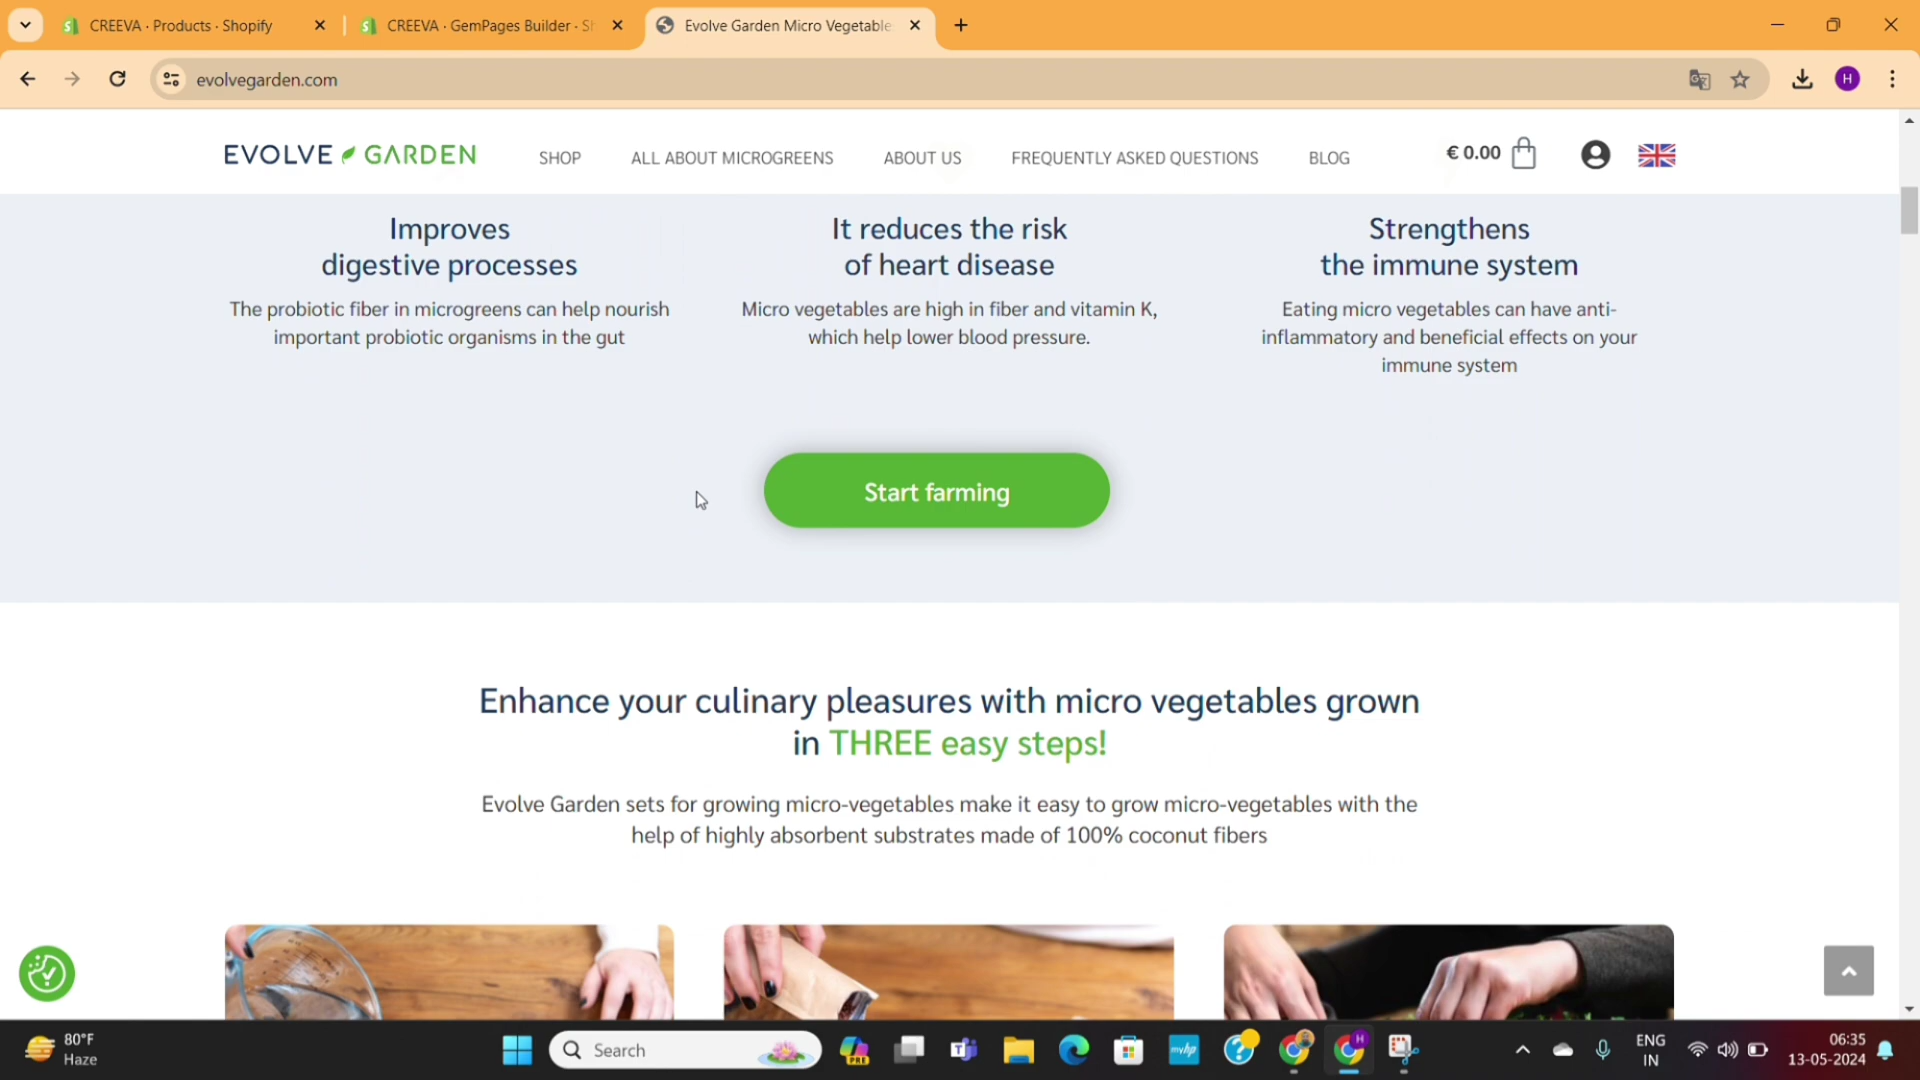 CREEVA · Products · Shopify
CREEVA · GemPages Builder · Sh
Evolve Garden Micro Vegetable
evolvegarden.com
EVOLVE GARDEN
SHOP
ALL ABOUT MICROGREENS
ABOUT US
FREQUENTLY ASKED QUESTIONS
BLOG
€ 0.00
H
Improves
digestive processes
The probiotic fiber in microgreens can help nourish
important probiotic organisms in the gut
It reduces the risk
of heart disease
Micro vegetables are high in fiber and vitamin K,
which help lower blood pressure.
Strengthens
the immune system
Eating micro vegetables can have anti-
inflammatory and beneficial effects on your
immune system
Start farming
Enhance your culinary pleasures with micro vegetables grown
in THREE easy steps!
Evolve Garden sets for growing micro-vegetables make it easy to grow micro-vegetables with the
help of highly absorbent substrates made of 100% coconut fibers
80°F
Haze
Search
PRE
myhp
ENG
IN
06:35
13-05-2024